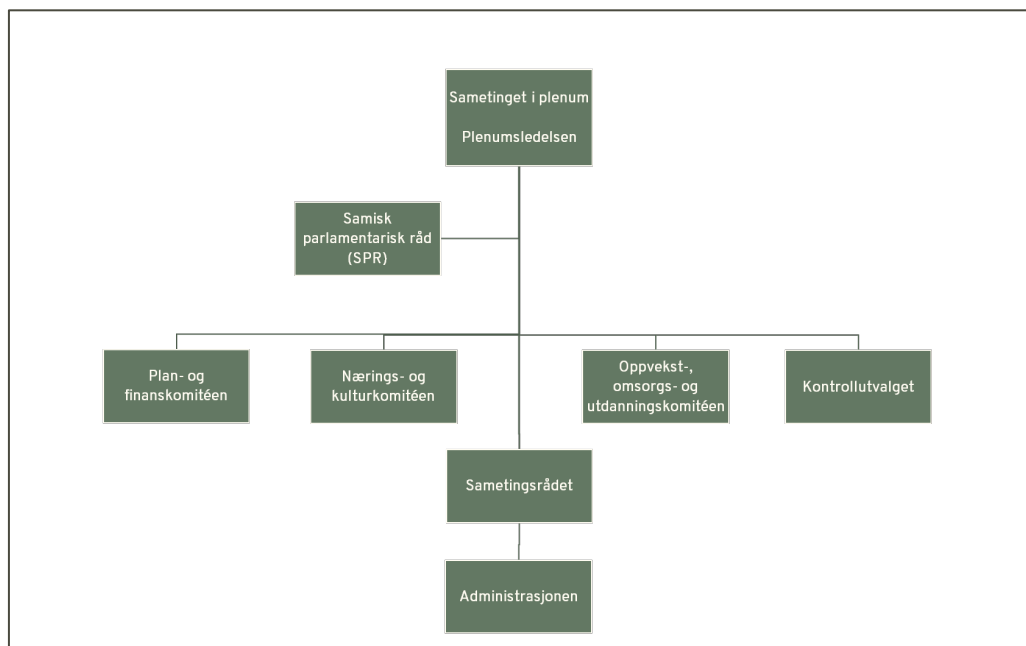 Sametinget i plenum
Plenumsledelsen
Samisk
parlamentarisk råd
(SPR)
Plan- og
finanskomitéen
Nærings- og
kulturkomitéen
Oppvekst-,
omsorgs- og
utdanningskomitéen
Kontrollutvalget
Sametingsrådet
Administrasjonen